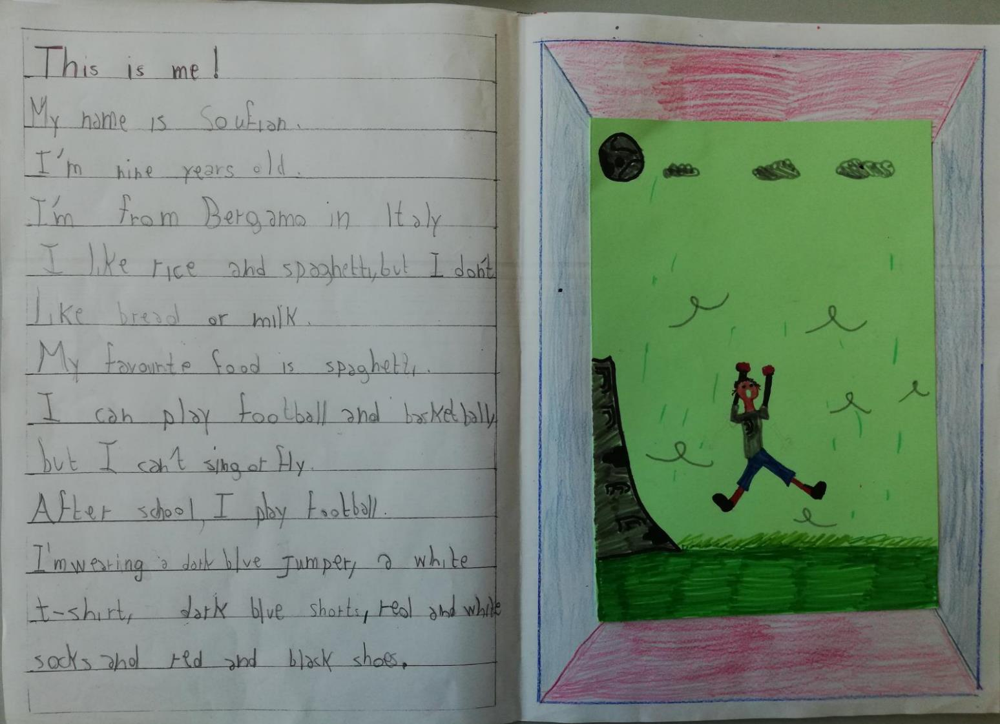 This is me!
My name is Soufian.
I'm nine years old.
I'm from Bergamo in Italy
I like rice and spaghetti, but I don't
like bread or milk.
My favourite food is spaghetti.
I can play football and basketball,
but I can't sing or fly.
After school, I play football.
I'm wearing a dark blue jumper, a white
t-shirt, dark blue shorts, red and white
socks and red and black shoes.